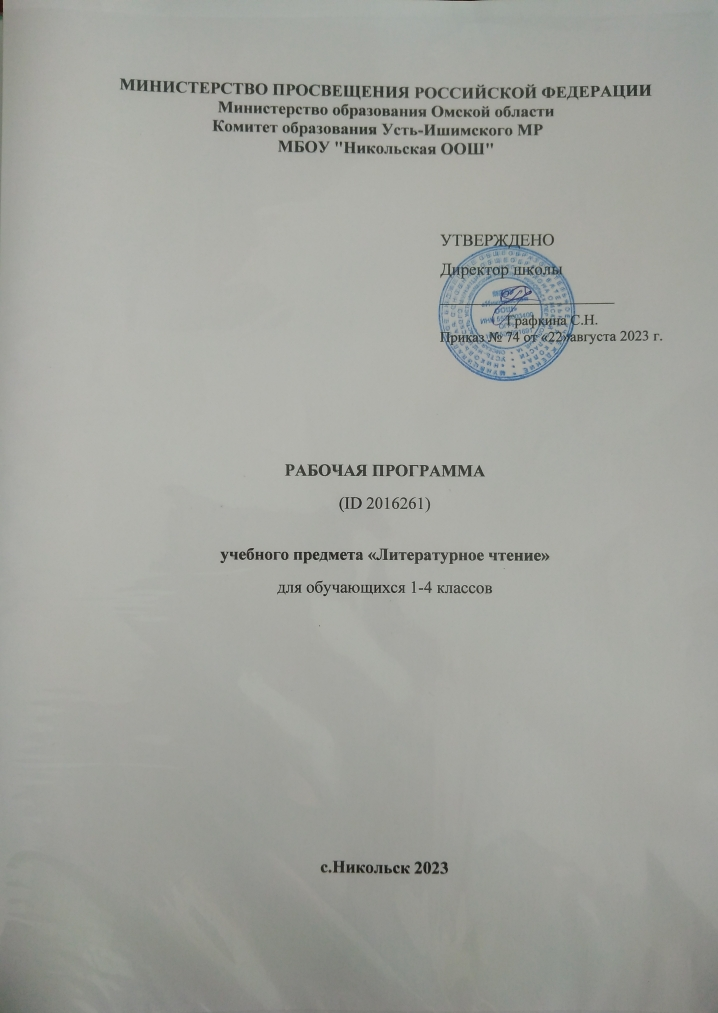 МИНИСТЕРСТВО ПРОСВЕЩЕНИЯ РОССИЙСКОЙ ФЕДЕРАЦИИ
Министерство образования Омской области
Комитет образования Усть-Ишимского МР
МБОУ "Никольская ООШ"
УТВЕРЖДЕНО
Директор школы
Графкина С.Н.
Приказ № 74 от «22» августа 2023 г.
РАБОЧАЯ ПРОГРАММА
(ID 2016261)
учебного предмета «Литературное чтение»
для обучающихся 1-4 классов
с.Никольск 2023